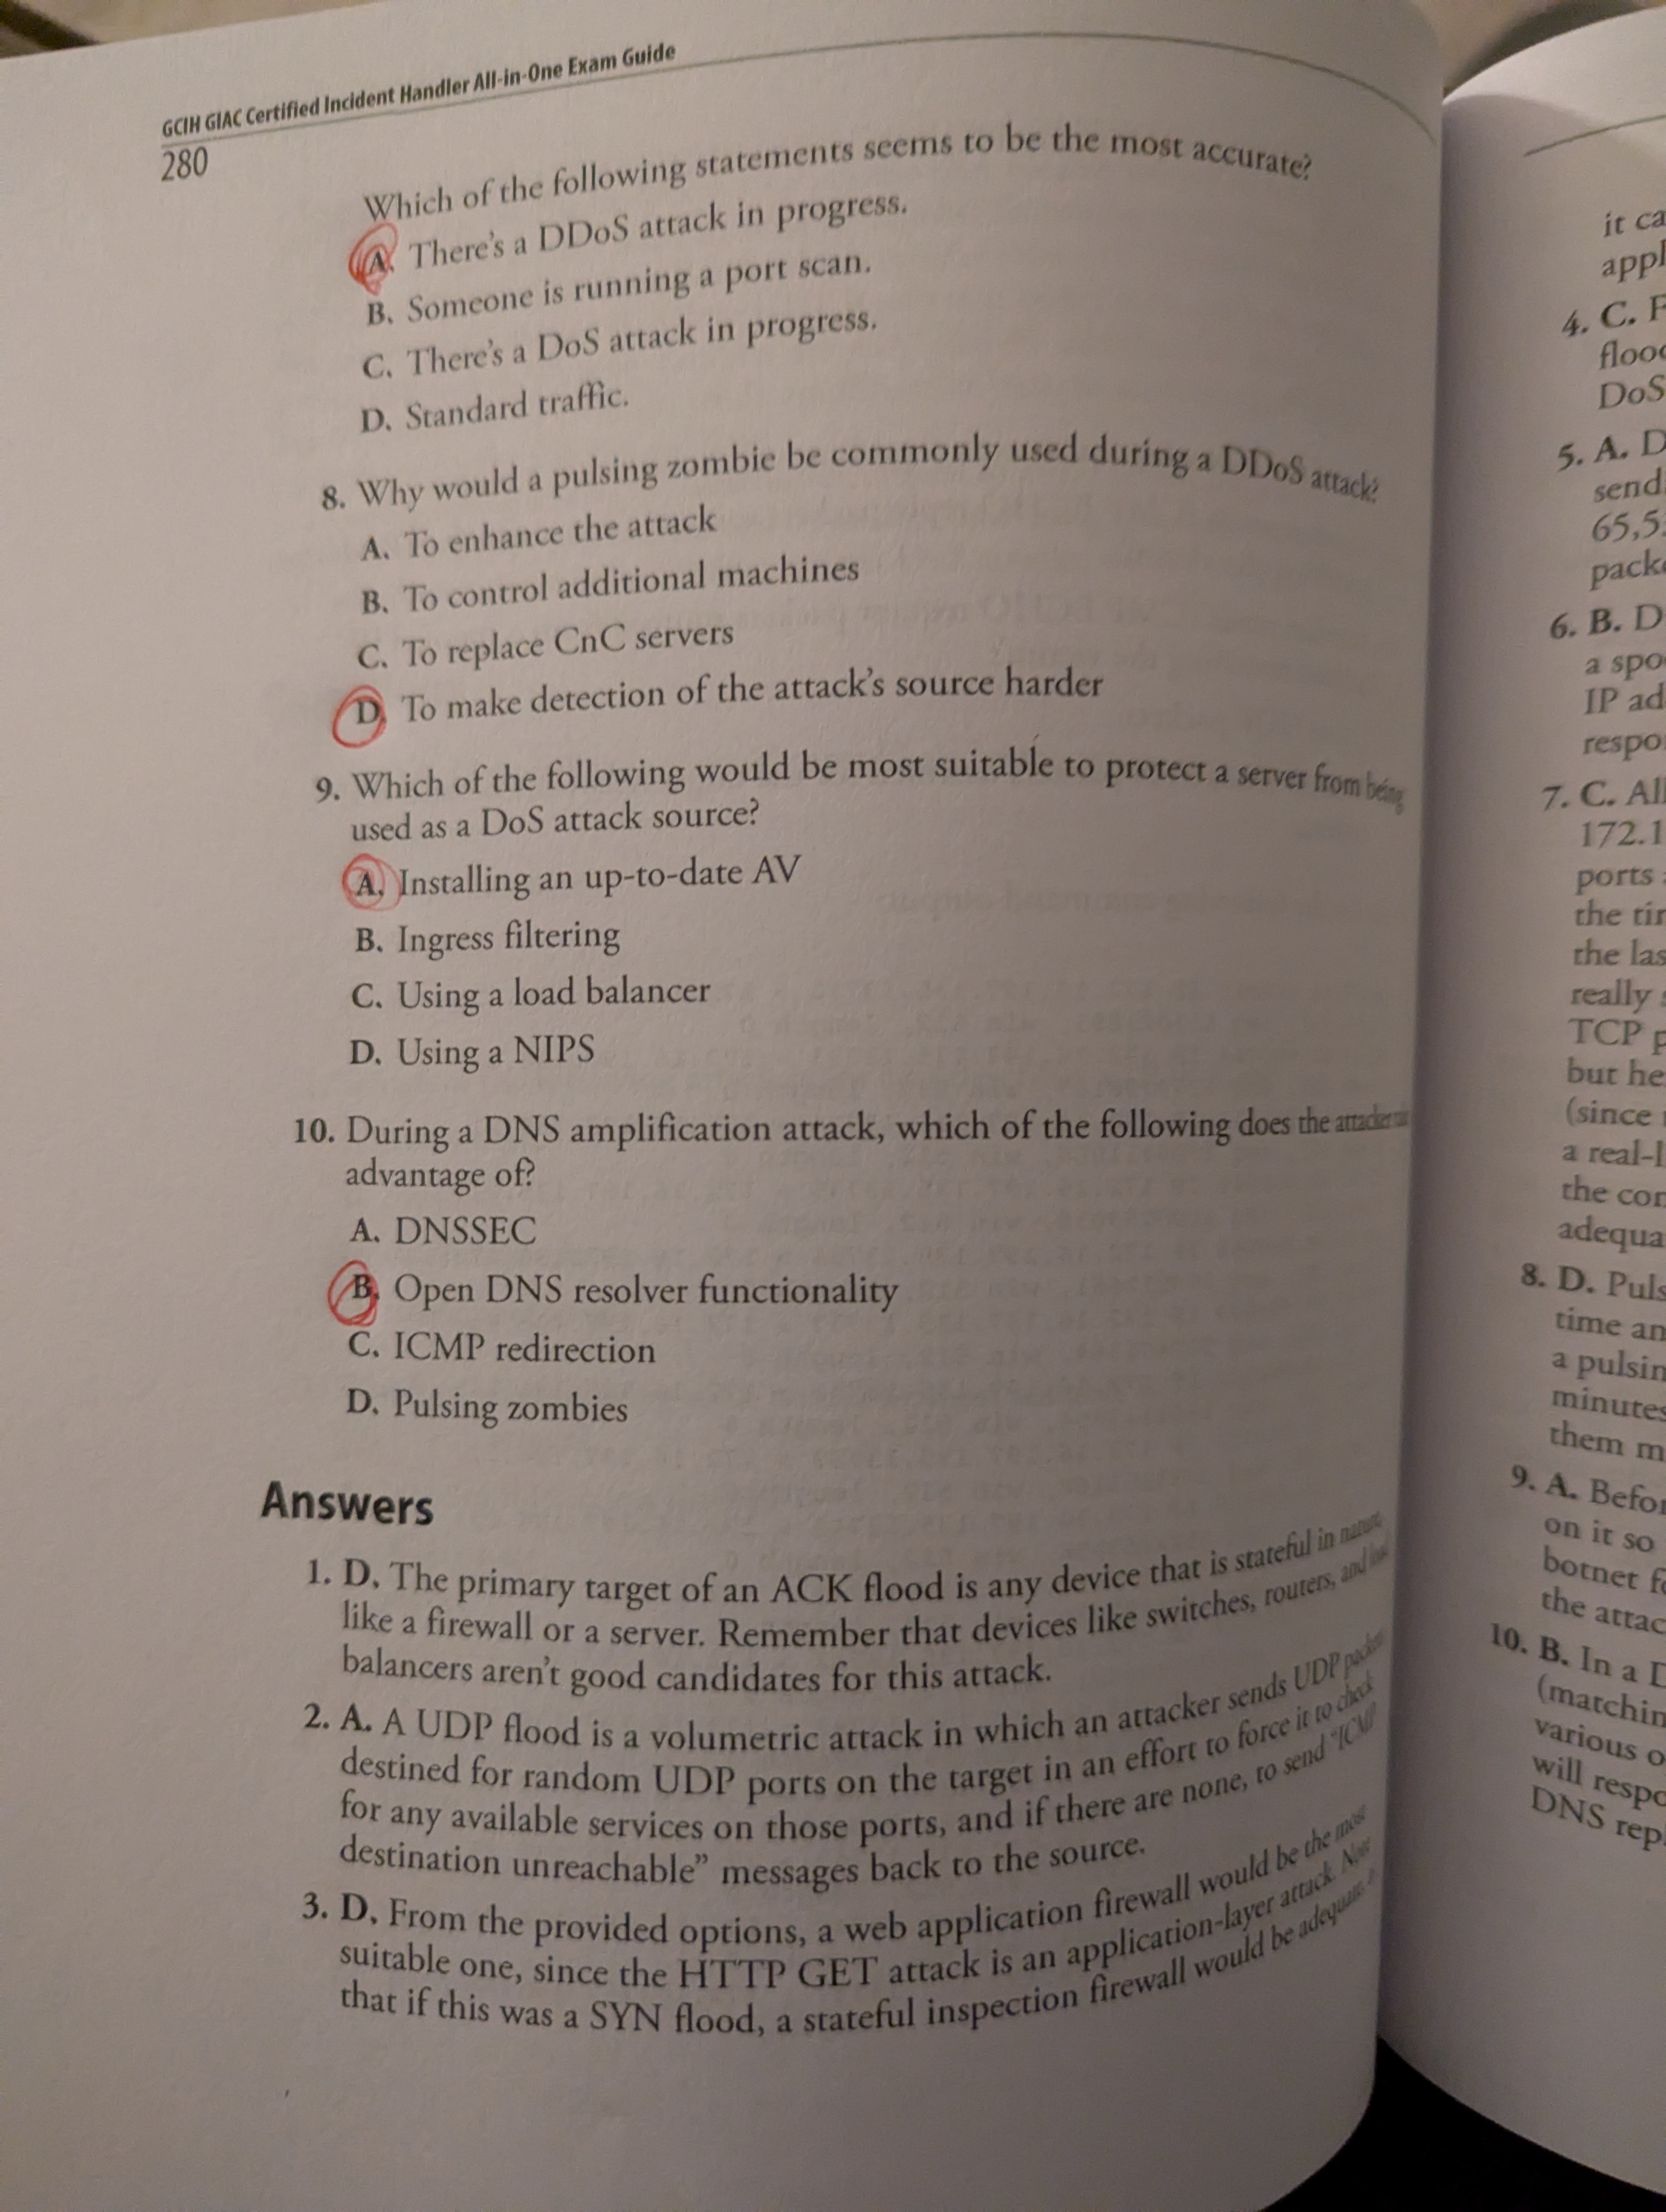 GCIH GIAC Certified Incident Handler All-in-One Exam Guide
280
Which of the following statements seems to be the most accurate?
A. There's a DDoS attack in progress.
B. Someone is running a port scan.
C. There's a DoS attack in progress.
D. Standard traffic.
8. Why would a pulsing zombie be commonly used during a DDoS attack?
A. To enhance the attack
B. To control additional machines
C. To replace CnC servers
D. To make detection of the attack's source harder
9. Which of the following would be most suitable to protect a server from being
used as a DoS attack source?
A. Installing an up-to-date AV
B. Ingress filtering
C. Using a load balancer
D. Using a NIPS
10. During a DNS amplification attack, which of the following does the attacker
advantage of?
A. DNSSEC
B. Open DNS resolver functionality
C. ICMP redirection
D. Pulsing zombies
Answers
1. D. The primary target of an ACK flood is any device that is stateful in nature,
like a firewall or a server. Remember that devices like switches, routers, and
balancers aren't good candidates for this attack.
2. A. A UDP flood is a volumetric attack in which an attacker sends UDP packets
destined for random UDP ports on the target in an effort to force it to check
for any available services on those ports, and if there are none, to send "ICMP
destination unreachable" messages back to the source.
3. D. From the provided options, a web application firewall would be the most
suitable one, since the HTTP GET attack is an application-layer attack. Note
that if this was a SYN flood, a stateful inspection firewall would be adequate.
it ca
appl
4. C. F
flood
DoS
5. A. D
send
65,5
pack
6. B. D
a spo
IP ad
respo
7. C. All
172.1
ports
the tir
the las
really
TCP p
but he
(since
a real-l
the cor
adequa
8. D. Puls
time an
a pulsin
minutes
them m
9. A. Befor
on it so
botnet fo
the attac
10. B. In a D
(matchin
various o
will respo
DNS repl